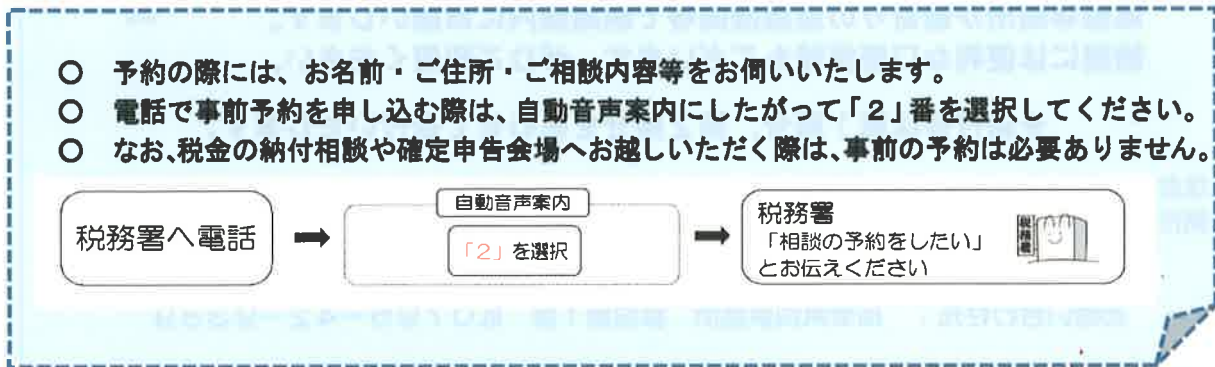 ○ 予約の際には、お名前・ご住所・ご相談内容等をお伺いいたします。
○ 電話で事前予約を申し込む際は、自動音声案内にしたがって「2」番を選択してください。
○ なお、税金の納付相談や確定申告会場へお越しいただく際は、事前の予約は必要ありません。
税務署へ電話
自動音声案内
「2」を選択
税務署
「相談の予約をしたい」
とお伝えください
税務署